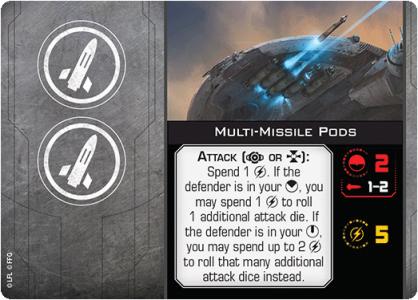 MULTI-MISSILE PODS
ATTACK ( OR ):
Spend 1 . If the
defender is in your , you
may spend 1 to roll
1 additional attack die. If
the defender is in your ,
you may spend up to 2
to roll that many additional
attack dice instead.
2
1–2
5
© LFL © FFG